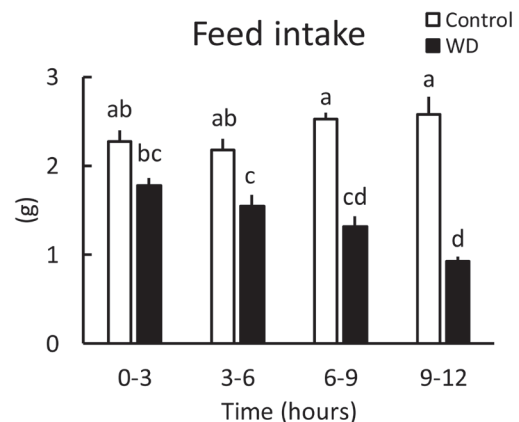 Feed intake
Control
WD
3
2
1
0
(g)
ab
bc
ab
c
a
cd
a
d
0-3
3-6
6-9
9-12
Time (hours)